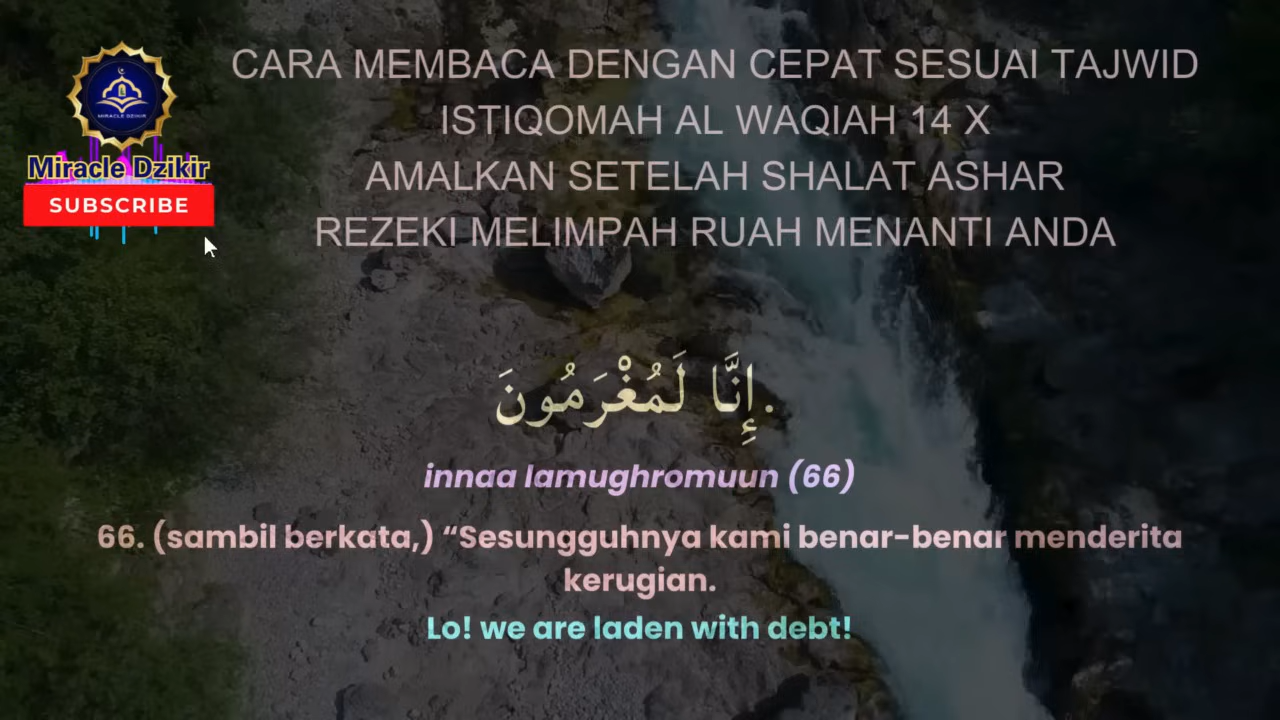 CARA MEMBACA DENGAN CEPAT SESUAI TAJWID
ISTIQOMAH AL WAQIAH 14 X
AMALKAN SETELAH SHALAT ASHAR
REZEKI MELIMPAH RUAH MENANTI ANDA
MIRACLE DZIKIR
Miracle Dzikir
SUBSCRIBE
.إِنَّا لَمُغْرَمُونَ
innaa lamughromuun (66)
66. (sambil berkata,) “Sesungguhnya kami benar-benar menderita
kerugian.
Lo! we are laden with debt!